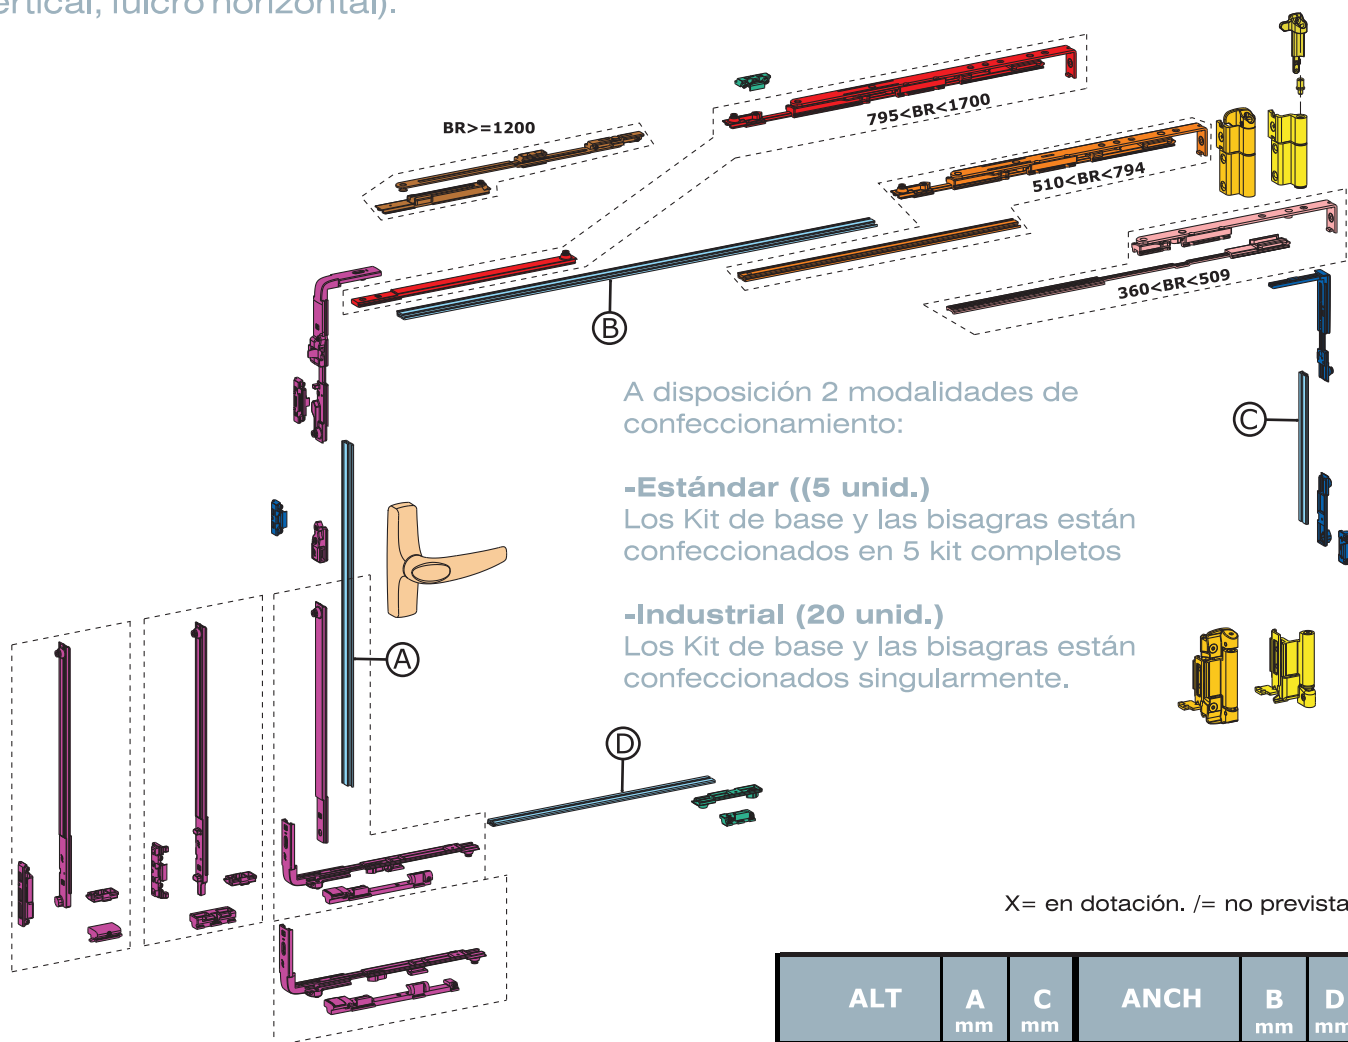 ertical, fulcro horizontal).
795<BR<1700
BR>=1200
510<BR<794
360<BR<509
B
A disposición 2 modalidades de
confeccionamiento:
C
-Estándar ((5 unid.)
Los Kit de base y las bisagras están
confeccionados en 5 kit completos
-Industrial (20 unid.)
Los Kit de base y las bisagras están
confeccionados singularmente.
A
D
X= en dotación. /= no prevista
ALT A mm C mm ANCH B mm D mm